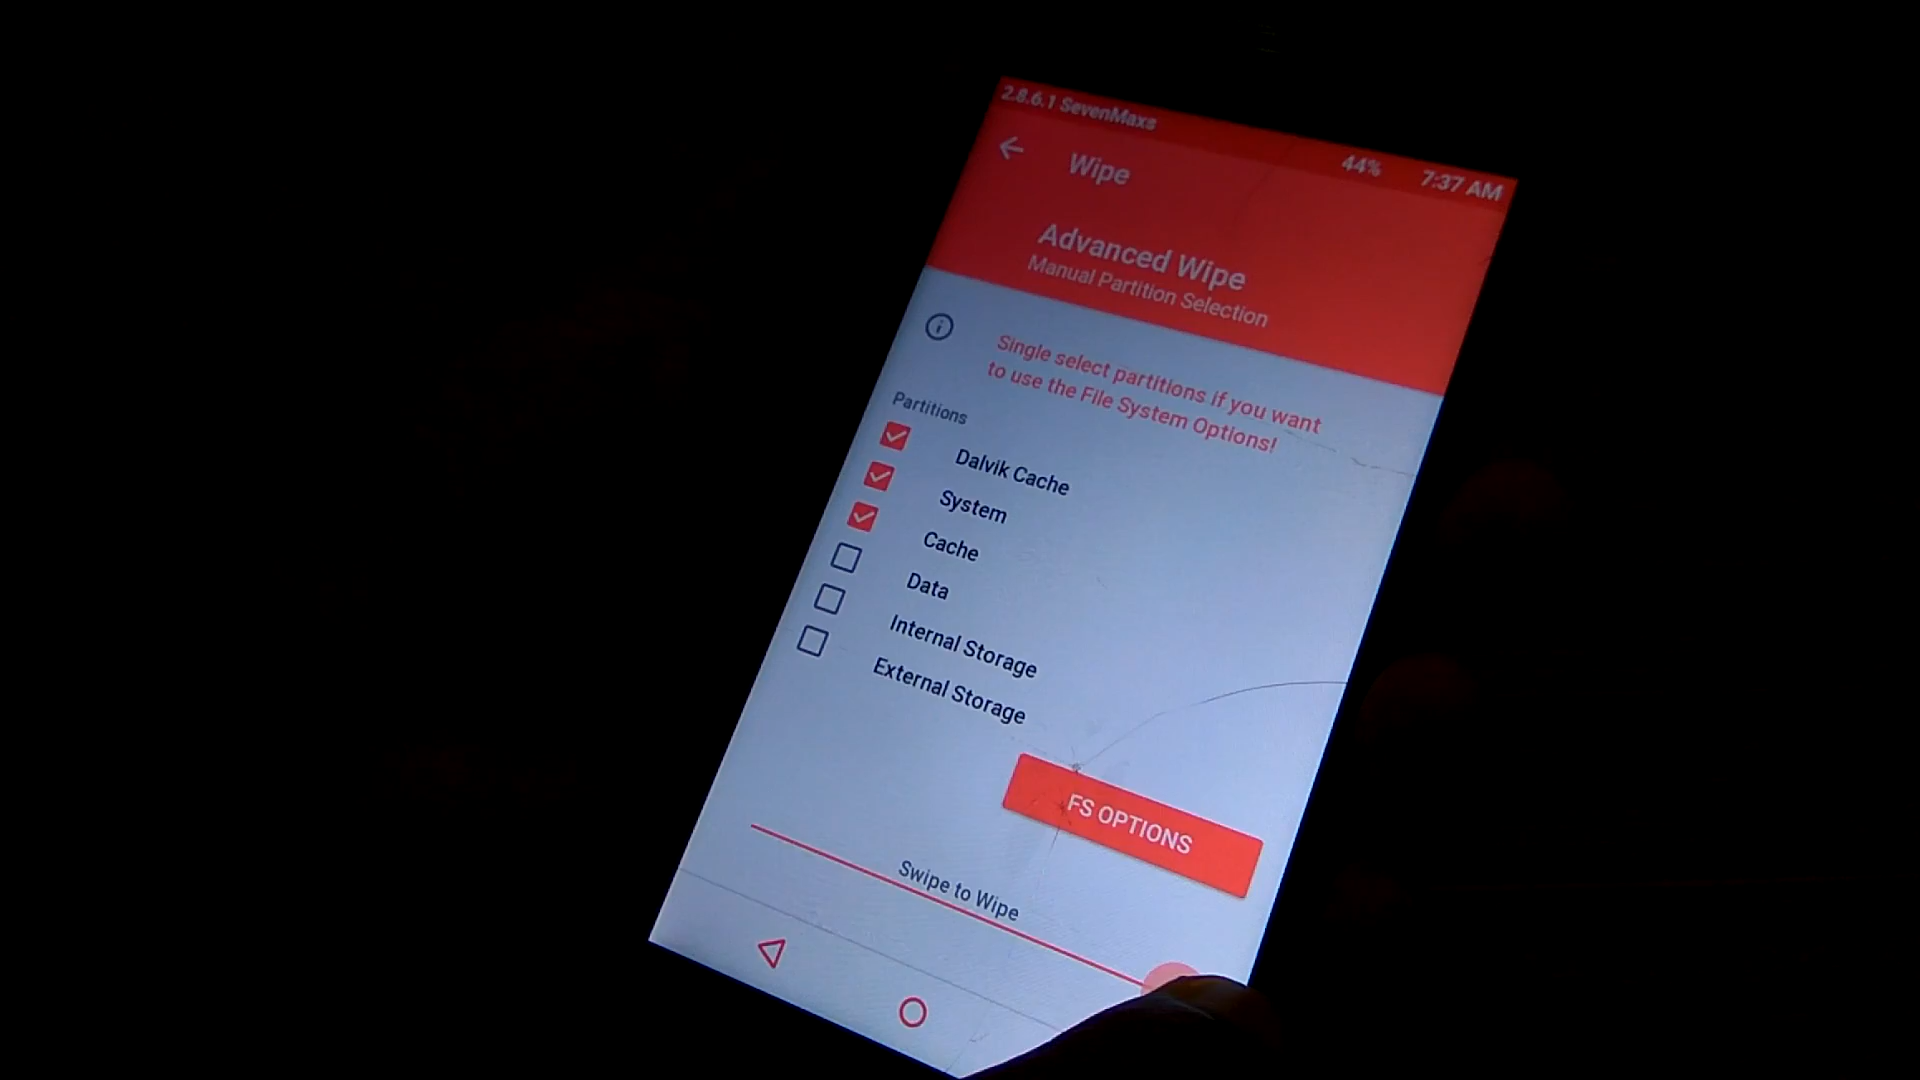 2.8.6.1 SevenMaxs 44% 7:37 AM
Wipe
Advanced Wipe
Manual Partition Selection
Single select partitions if you want
to use the File System Options!
Partitions
Dalvik Cache
System
Cache
Data
Internal Storage
External Storage
FS OPTIONS
Swipe to Wipe